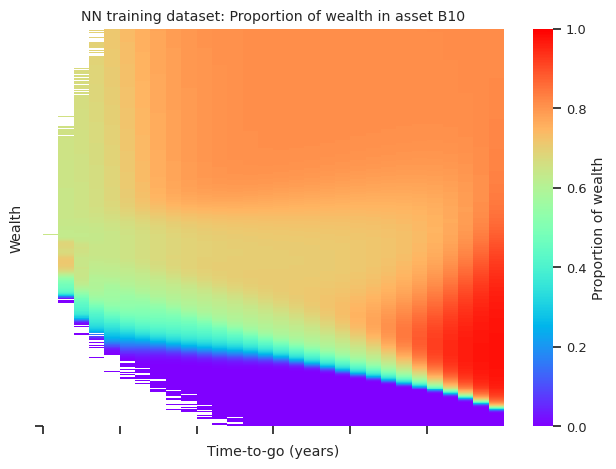 NN training dataset: Proportion of wealth in asset B10
1.0
0.8
0.6
0.4
0.2
0.0
Proportion of wealth
Wealth
Time-to-go (years)